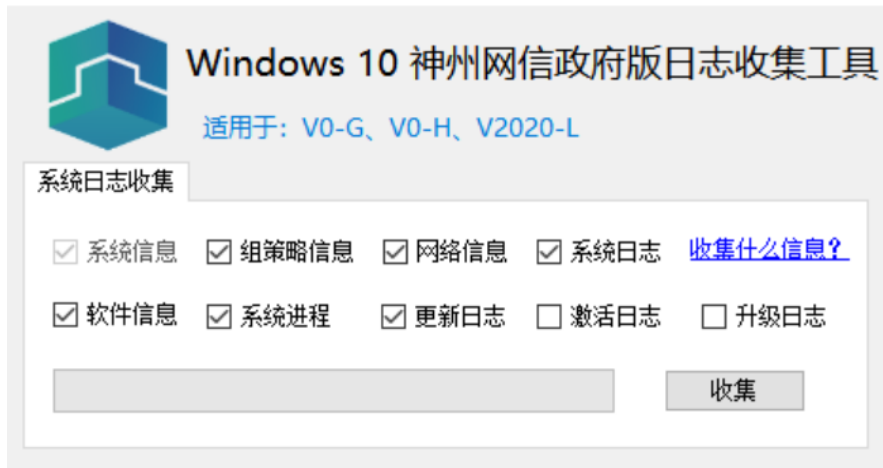 Windows 10 神州网信政府版日志收集工具
适用于：V0-G、V0-H、V2020-L
系统日志收集
系统信息 组策略信息 网络信息 系统日志 收集什么信息？
软件信息 系统进程 更新日志 激活日志 升级日志
收集